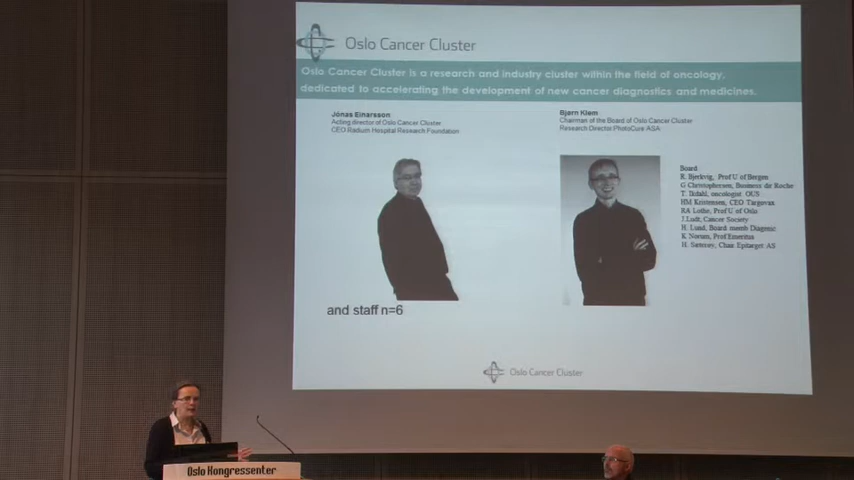 Oslo Cancer Cluster
Oslo Cancer Cluster is a research and industry cluster within the field of oncology,
dedicated to accelerating the development of new cancer diagnostics and medicines.
Jónas Einarsson
Acting director of Oslo Cancer Cluster
CEO Radium Hospital Research Foundation
Bjørn Klem
Chairman of the Board of Oslo Cancer Cluster
Research Director PhotoCure ASA
Board
R. Bjerkvig, Prof U. of Bergen
G Christophersen, Business dir Roche
T. Ikdahl, oncologist OUS
HM Kristensen, CEO Targovax
RA Lothe, Prof U of Oslo
J.Ludt, Cancer Society
H. Lund, Board memb Diagenic
K Norum, Prof Emeritus
H. Samsey, Chair Epitarget AS
and staff n=6
Oslo Cancer Cluster
Oslo Kongressenter